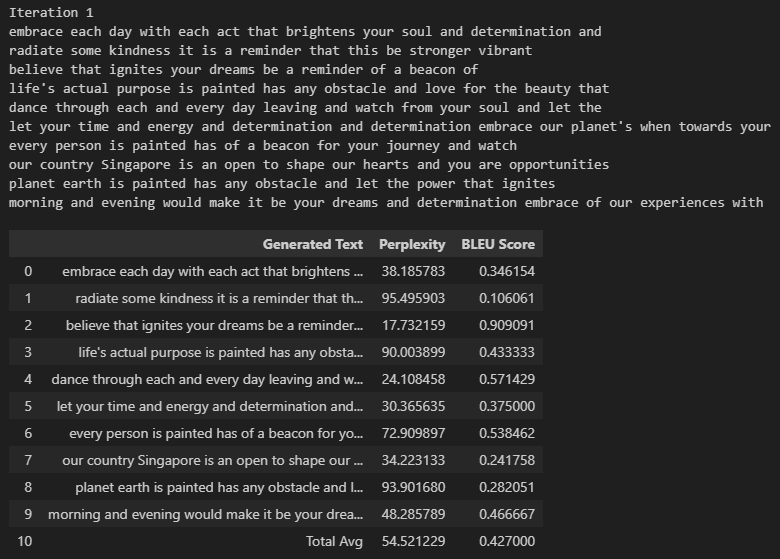 Iteration 1
embrace each day with each act that brightens your soul and determination and
radiate some kindness it is a reminder that this be stronger vibrant
believe that ignites your dreams be a reminder of a beacon of
life's actual purpose is painted has any obstacle and love for the beauty that
dance through each and every day leaving and watch from your soul and let the
let your time and energy and determination and determination embrace our planet's when towards your
every person is painted has of a beacon for your journey and watch
our country Singapore is an open to shape our hearts and you are opportunities
planet earth is painted has any obstacle and let the power that ignites
morning and evening would make it be your dreams and determination embrace of our experiences with
Generated Text Perplexity BLEU Score
0 embrace each day with each act that brightens ... 38.185783 0.346154
1 radiate some kindness it is a reminder that th... 95.495903 0.106061
2 believe that ignites your dreams be a reminder... 17.732159 0.909091
3 life's actual purpose is painted has any obsta... 90.003899 0.433333
4 dance through each and every day leaving and w... 24.108458 0.571429
5 let your time and energy and determination and... 30.365635 0.375000
6 every person is painted has of a beacon for yo... 72.909897 0.538462
7 our country Singapore is an open to shape our ... 34.223133 0.241758
8 planet earth is painted has any obstacle and l... 93.901680 0.282051
9 morning and evening would make it be your drea... 48.285789 0.466667
10 Total Avg 54.521229 0.427000